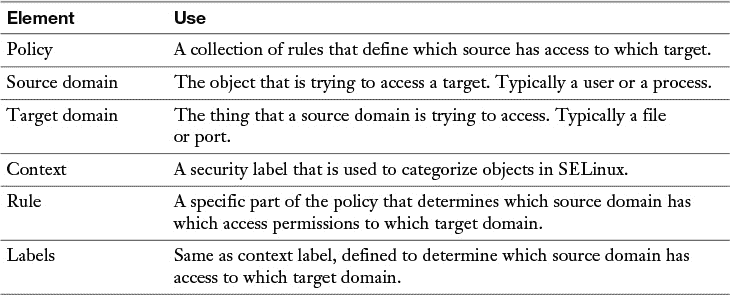 Element Use
Policy A collection of rules that define which source has access to which target.
Source domain The object that is trying to access a target. Typically a user or a process.
Target domain The thing that a source domain is trying to access. Typically a file
or port.
Context A security label that is used to categorize objects in SELinux.
Rule A specific part of the policy that determines which source domain has
which access permissions to which target domain.
Labels Same as context label, defined to determine which source domain has
access to which target domain.